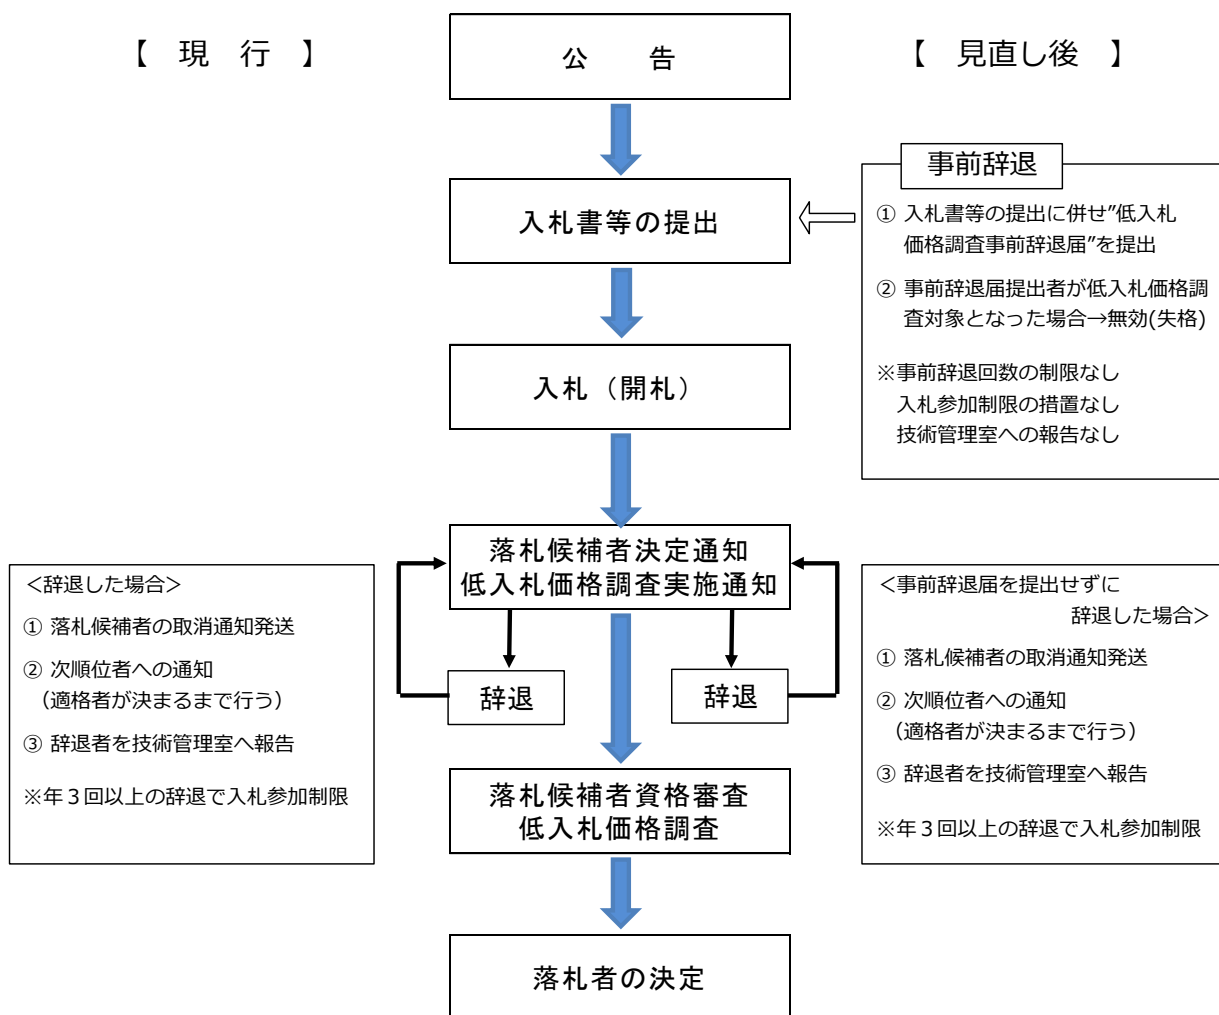 【　現　行　】
公　　告
【　見直し後　】
事前辞退
① 入札書等の提出に併せ”低入札
価格調査事前辞退届”を提出
② 事前辞退届提出者が低入札価格調
査対象となった場合→無効(失格)
※事前辞退回数の制限なし
入札参加制限の措置なし
技術管理室への報告なし
入札書等の提出
入札（開札）
落札候補者決定通知
低入札価格調査実施通知
辞退
辞退
＜辞退した場合＞
① 落札候補者の取消通知発送
② 次順位者への通知
（適格者が決まるまで行う）
③ 辞退者を技術管理室へ報告
※年３回以上の辞退で入札参加制限
＜事前辞退届を提出せずに
辞退した場合＞
① 落札候補者の取消通知発送
② 次順位者への通知
（適格者が決まるまで行う）
③ 辞退者を技術管理室へ報告
※年３回以上の辞退で入札参加制限
落札候補者資格審査
低入札価格調査
落札者の決定